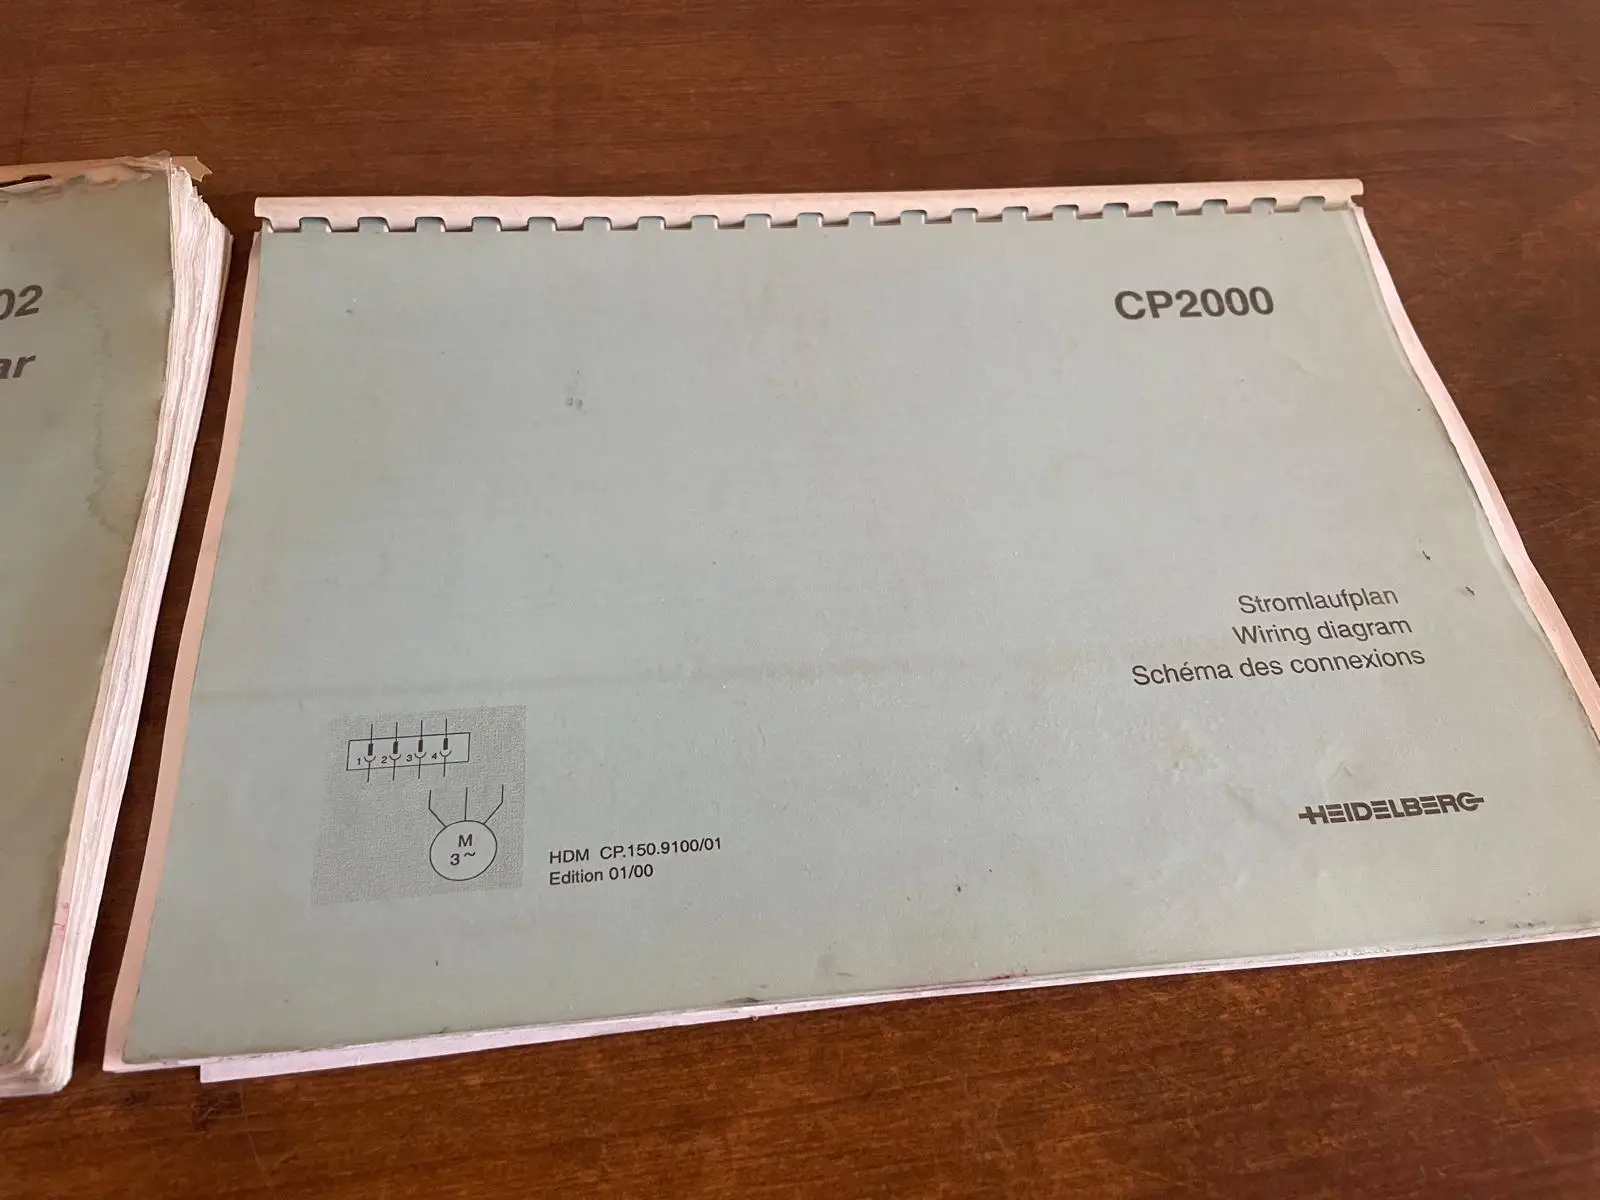 02
ar
CP2000
Stromlaufplan
Wiring diagram
Schéma des connexions
1 2 3 4
M
3~
HDM CP.150.9100/01
Edition 01/00
HEIDELBERG